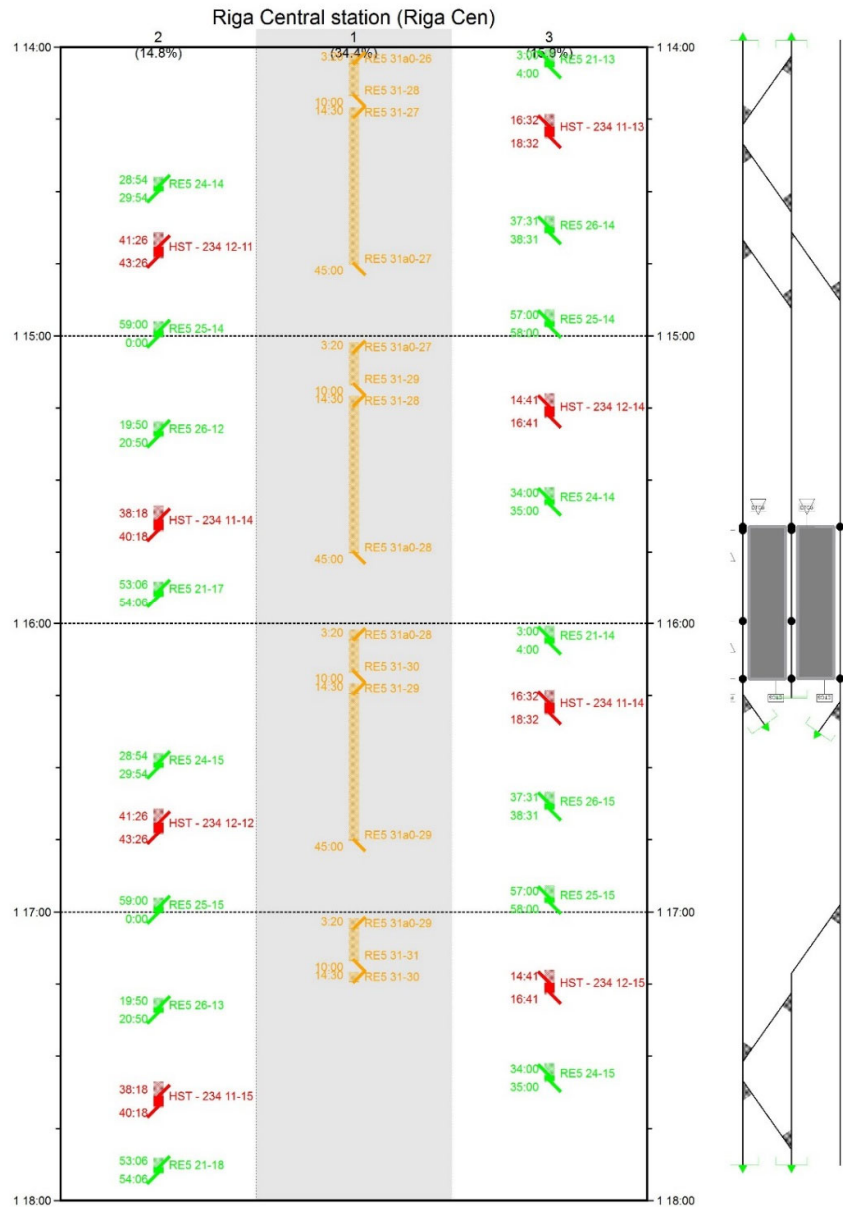 Riga Central station (Riga Cen)
2 1 3
(14.8%) (34.4%) (15.9%)
1 14:00 1 14:00
3:20 RE5 31a0-26
3:00 RE5 21-13
4:00
RE5 31-28
10:00
14:30 RE5 31-27
16:32 HST - 234 11-13
18:32
28:54 RE5 24-14
29:54
37:31 RE5 26-14
38:31
41:26 HST - 234 12-11
43:26
45:00 RE5 31a0-27
59:00 RE5 25-14
0:00
57:00 RE5 25-14
58:00
1 15:00 1 15:00
3:20 RE5 31a0-27
RE5 31-29
10:00
14:30 RE5 31-28
14:41 HST - 234 12-14
16:41
19:50 RE5 26-12
20:50
34:00 RE5 24-14
35:00
38:18 HST - 234 11-14
40:18
45:00 RE5 31a0-28
53:06 RE5 21-17
54:06
1 16:00 1 16:00
3:20 RE5 31a0-28
3:00 RE5 21-14
4:00
RE5 31-30
10:00
14:30 RE5 31-29
16:32 HST - 234 11-14
18:32
28:54 RE5 24-15
29:54
37:31 RE5 26-15
38:31
41:26 HST - 234 12-12
43:26
45:00 RE5 31a0-29
59:00 RE5 25-15
0:00
57:00 RE5 25-15
58:00
1 17:00 1 17:00
3:20 RE5 31a0-29
RE5 31-31
10:00
14:30 RE5 31-30
14:41 HST - 234 12-15
16:41
19:50 RE5 26-13
20:50
34:00 RE5 24-15
35:00
38:18 HST - 234 11-15
40:18
53:06 RE5 21-18
54:06
1 18:00 1 18:00